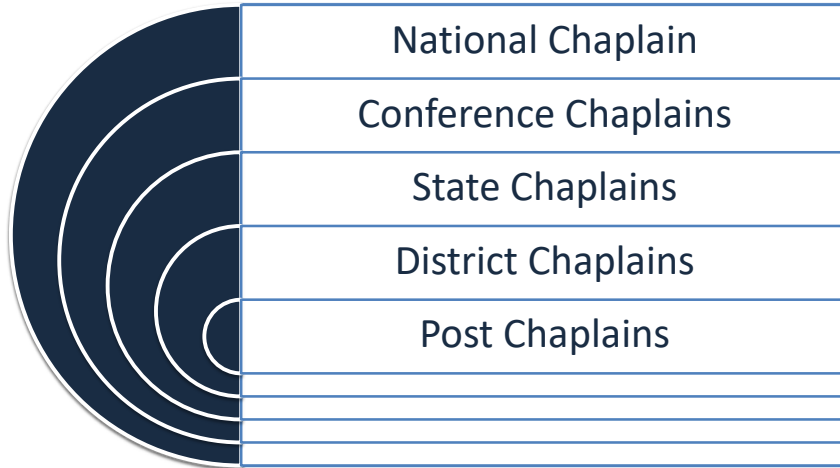 National Chaplain
Conference Chaplains
State Chaplains
District Chaplains
Post Chaplains